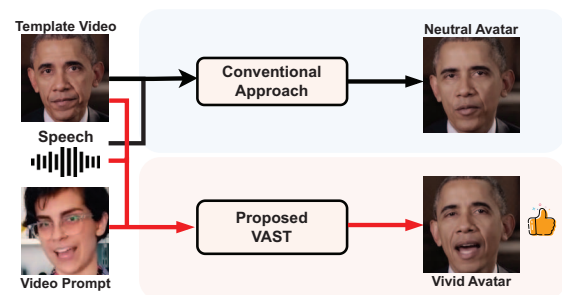 Template Video
Neutral Avatar
Conventional
Approach
Speech
Proposed
VAST
Video Prompt
Vivid Avatar